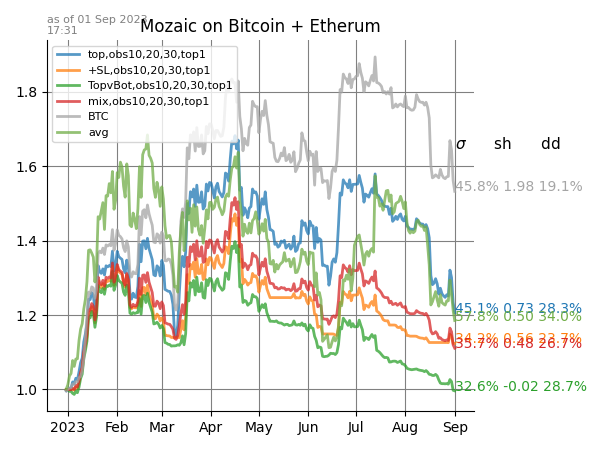 as of 01 Sep 2023
17:31
Mozaic on Bitcoin + Etherum
top,obs10,20,30,top1
+SL,obs10,20,30,top1
TopvBot,obs10,20,30,top1
mix,obs10,20,30,top1
BTC
avg
1.8
1.6
1.4
1.2
1.0
σ sh dd
45.8% 1.98 19.1%
45.1% 0.73 28.3%
57.8% 0.50 34.0%
35.7% 0.48 26.7%
32.6% -0.02 28.7%
2023 Feb Mar Apr May Jun Jul Aug Sep